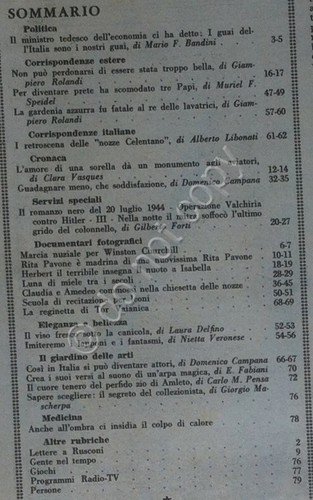 SOMMARIO
Politica
Il ministro tedesco dell'economia ci ha detto: I guai del-
l'Italia sono i nostri guai, di Mario F. Bandini 3-5
Corrispondenze estere
Non può perdonarsi di essere stata troppo bella, di Giam-
piero Rolandi 16-17
Per diventare prete ha scomodato tre Papi, di Muriel F.
Speidel 47-49
La gardenia azzurra fu fatale al re delle lavatrici, di Giam-
piero Rolandi 57-60
Corrispondenze italiane
I retroscena delle "nozze Celentano", di Alberto Libonati 61-62
Cronaca
L'amore di una sorella dà un monumento agli aviatori,
di Clara Vasques 12-14
Guadagnare meno, che soddisfazione, di Domenico Campana 32-35
Servizi speciali
Il romanzo nero del 20 luglio 1944 - Operazione Valchiria
contro Hitler - III - Nella notte il mitra soffocò l'ultimo
grido del colonnello, di Gilbert Forti 20-27
Documentari fotografici
Marcia nuziale per Winston Churchill 6-7
Rita Pavone è madrina di una nuovissima Rita Pavone 10-11
Herbert il terribile insegna il nuoto a Isabella 18-19
Luna di miele tra i secoli 28-29
Claudia e Amedeo commossi nella chiesetta delle nozze 36-45
Scuola di recitazione 50-51
La reginetta di 68-69
Eleganza e bellezza
Il viso fresco sotto la canicola, di Laura Delfino 52-53
Imiteremo i e i fantasmi, di Nietta Veronese 54-56
Il giardino delle arti
Così in Italia si può diventare attori, di Domenico Campana 66-67
Crea i suoi versi al suono di un'arpa magica, di E. Fabiani 70
Il cuore tenero del perfido zio di Amleto, di Carlo M. Pensa 72
Sapere scegliere: il segreto del collezionista, di Giorgio Ma-
scherpa 76
Medicina
Anche all'ombra ci insidia il colpo di calore 78
Altre rubriche
Lettere a Rusconi 2
Gente nel tempo 9
Giochi 76
Programmi Radio-TV 77
Persone 79